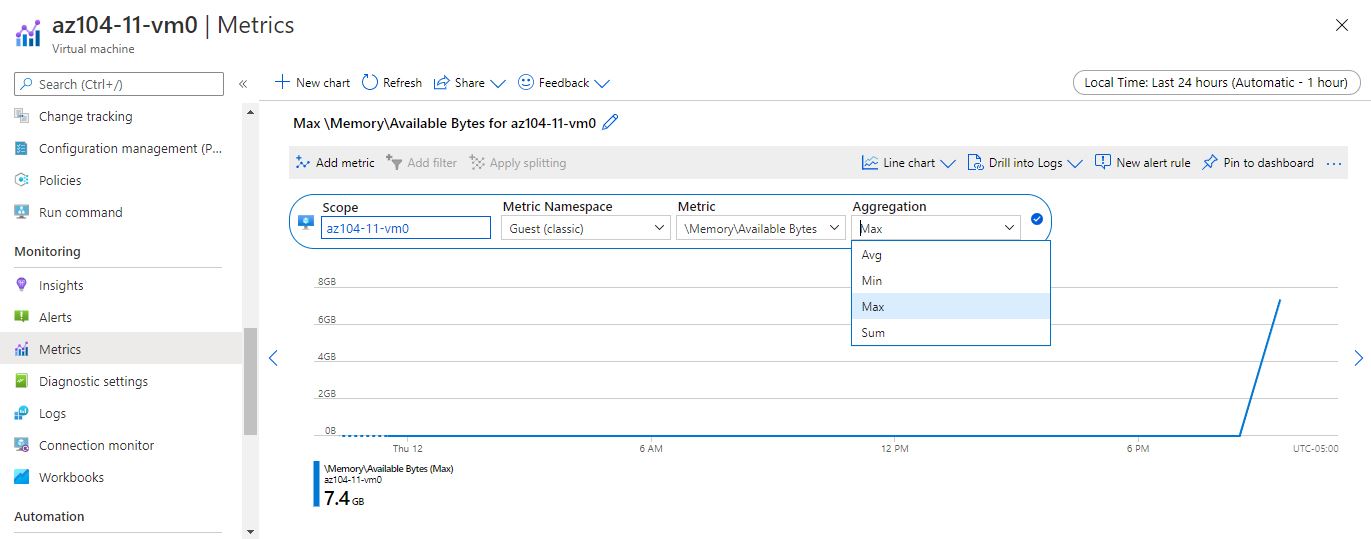 az104-11-vm0 | Metrics
Virtual machine
Search (Ctrl+/)
Change tracking
Configuration management (P...
Policies
Run command
Monitoring
Insights
Alerts
Metrics
Diagnostic settings
Logs
Connection monitor
Workbooks
Automation
New chart
Refresh
Share
Feedback
Local Time: Last 24 hours (Automatic - 1 hour)
Max \Memory\Available Bytes for az104-11-vm0
Add metric
Add filter
Apply splitting
Line chart
Drill into Logs
New alert rule
Pin to dashboard
...
Scope
Metric Namespace
Metric
Aggregation
az104-11-vm0
Guest (classic)
\Memory\Available Bytes
Max
Avg
Min
Max
Sum
8GB
6GB
4GB
2GB
0B
Thu 12
6 AM
12 PM
6 PM
UTC-05:00
\Memory\Available Bytes (Max)
az104-11-vm0
7.4 GB